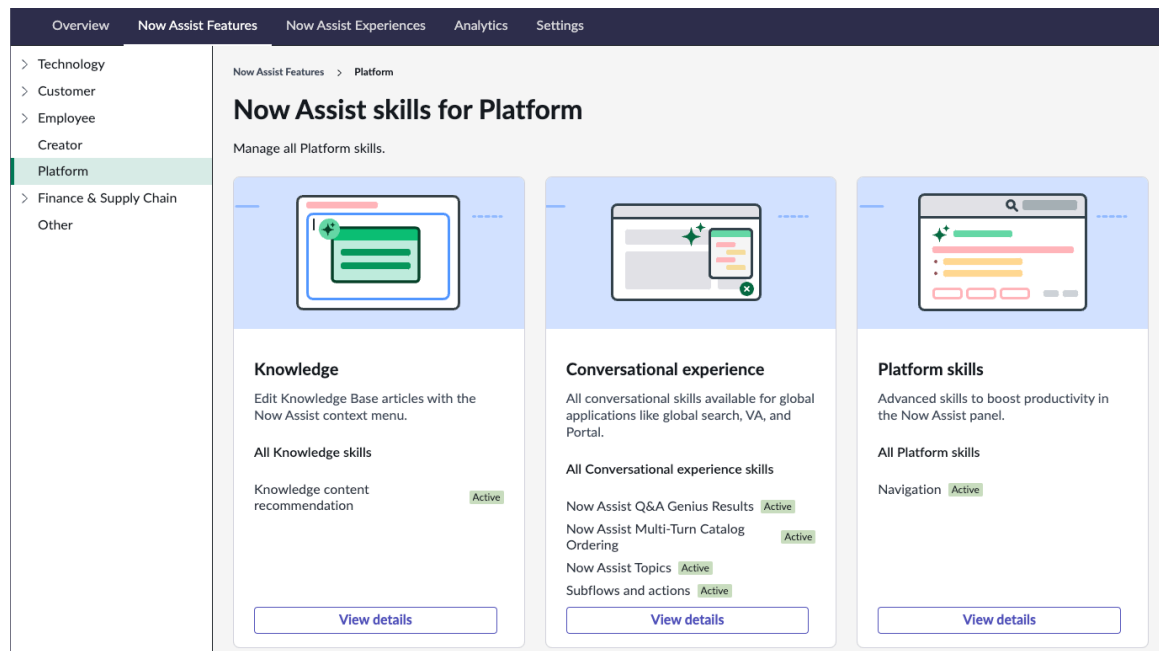 Overview Now Assist Features Now Assist Experiences Analytics Settings
Technology
Customer
Employee
Creator
Platform
Finance & Supply Chain
Other
Now Assist Features > Platform
Now Assist skills for Platform
Manage all Platform skills.
Knowledge
Edit Knowledge Base articles with the
Now Assist context menu.
All Knowledge skills
Knowledge content
recommendation
Active
View details
Conversational experience
All conversational skills available for global
applications like global search, VA, and
Portal.
All Conversational experience skills
Now Assist Q&A Genius Results Active
Now Assist Multi-Turn Catalog
Ordering
Active
Now Assist Topics Active
Subflows and actions Active
View details
Platform skills
Advanced skills to boost productivity in
the Now Assist panel.
All Platform skills
Navigation Active
View details